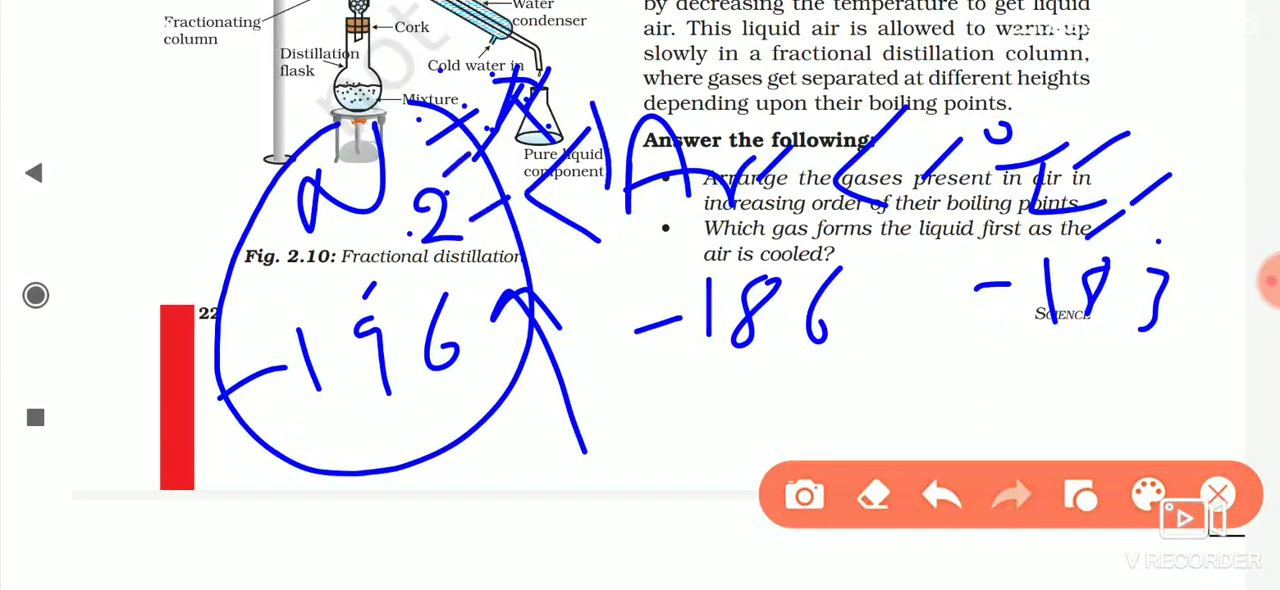 Fractionating
column
Cork
Distillation
flask
Mixture
Water
condenser
Cold water in
Pure liquid
component
Fig. 2.10: Fractional distillation
22
by decreasing the temperature to get liquid
air. This liquid air is allowed to warm up
slowly in a fractional distillation column,
where gases get separated at different heights
depending upon their boiling points.
Answer the following:
• Arrange the gases present in air in
increasing order of their boiling points.
• Which gas forms the liquid first as the
air is cooled?
SCIENCE
N2 < Ar < O2
-196 -186 -183
V RECORDER